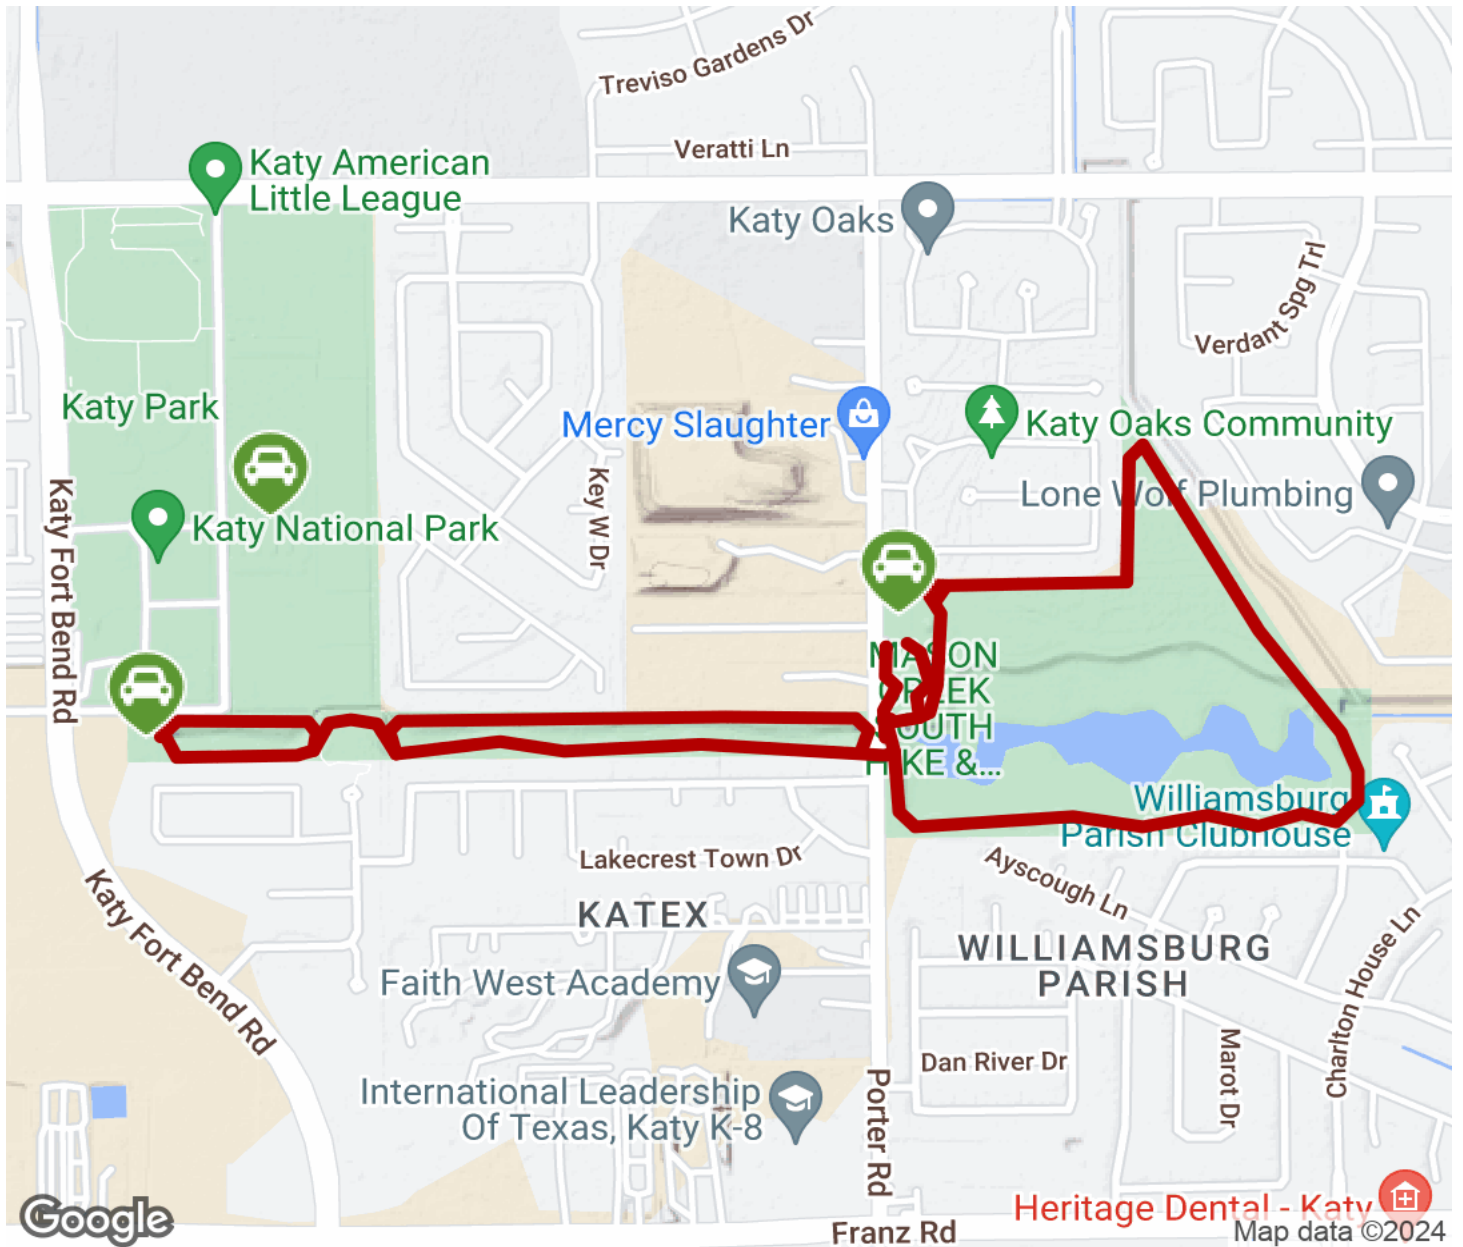 Treviso Gardens Dr
Veratti Ln
Katy American
Little League
Katy Oaks
Verdant Spg Trl
Katy Park
Mercy Slaughter
Katy Oaks Community
Key W Dr
Lone Wolf Plumbing
Katy National Park
Katy Fort Bend Rd
MASON
CREEK
SOUTH
HIKE &...
Williamsburg
Parish Clubhouse
Lakecrest Town Dr
Ayscough Ln
Katy Fort Bend Rd
KATEX
WILLIAMSBURG
PARISH
Charlton House Ln
Faith West Academy
Dan River Dr
Marot Dr
International Leadership
Of Texas, Katy K-8
Porter Rd
Heritage Dental - Katy
Google
Franz Rd
Map data ©2024